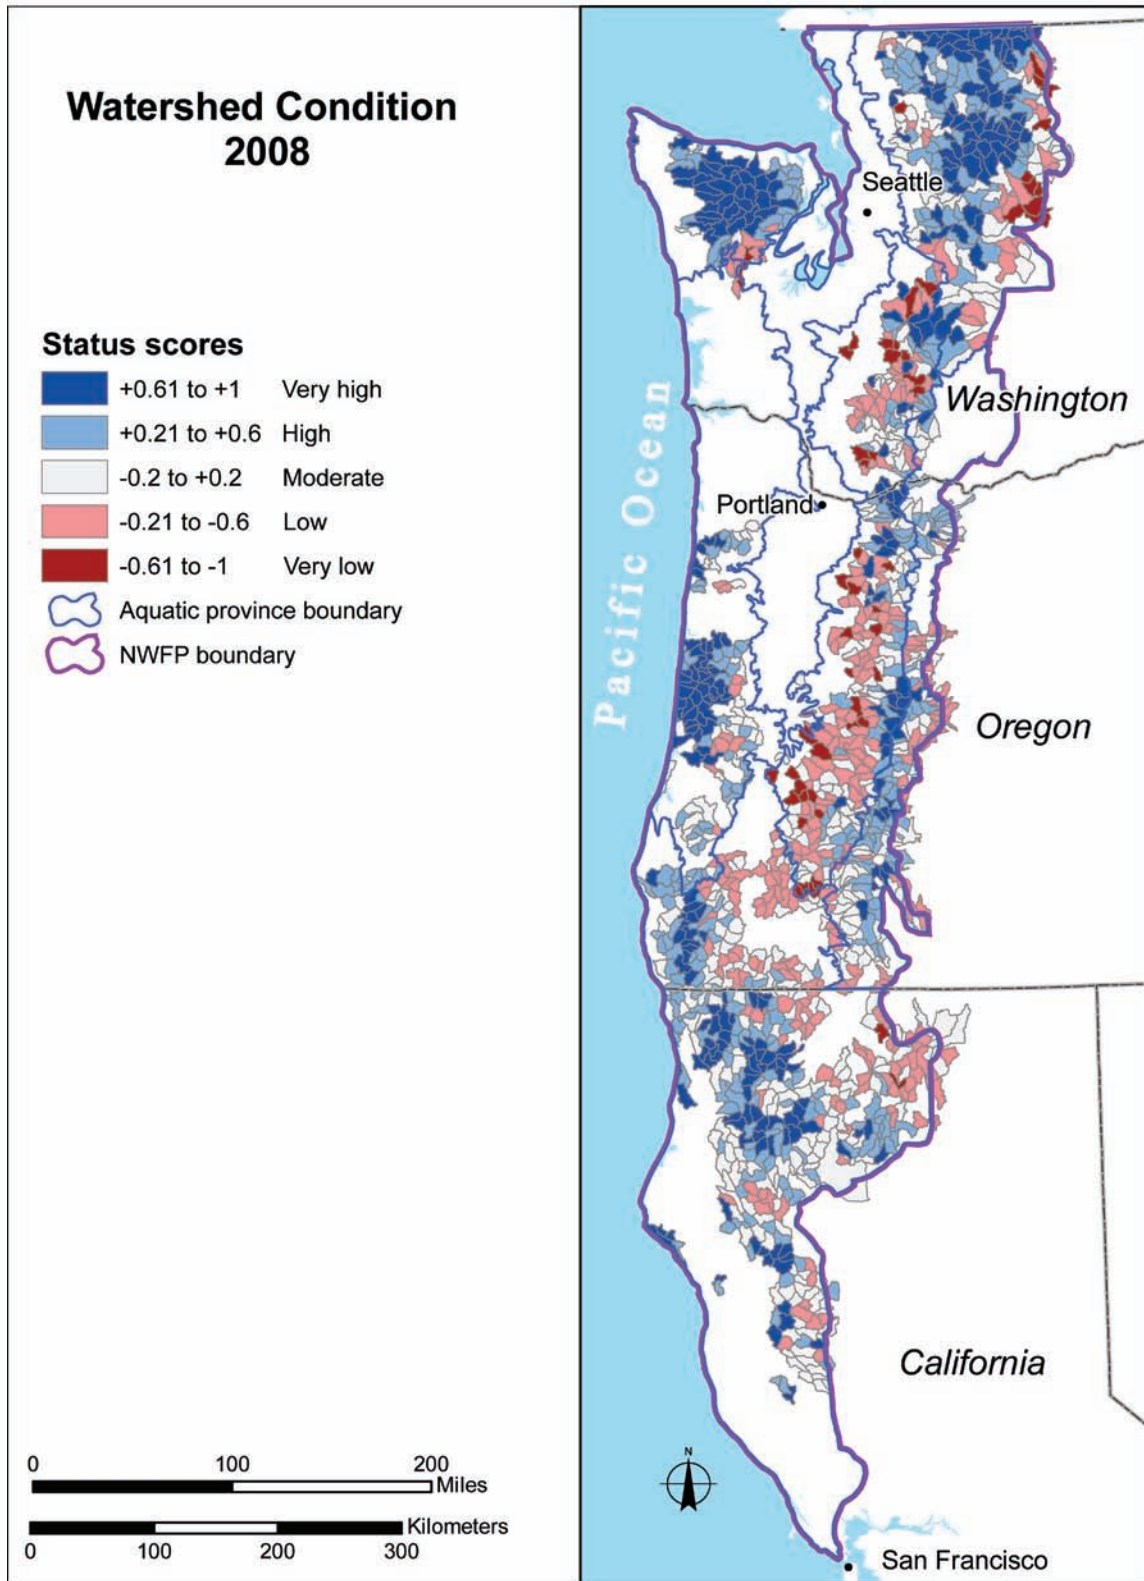 Watershed Condition
2008
Status scores
+0.61 to +1 Very high
+0.21 to +0.6 High
-0.2 to +0.2 Moderate
-0.21 to -0.6 Low
-0.61 to -1 Very low
Aquatic province boundary
NWFP boundary
0 100 200
Miles
Kilometers
0 100 200 300
Seattle
Washington
Portland
Pacific Ocean
Oregon
California
N
San Francisco